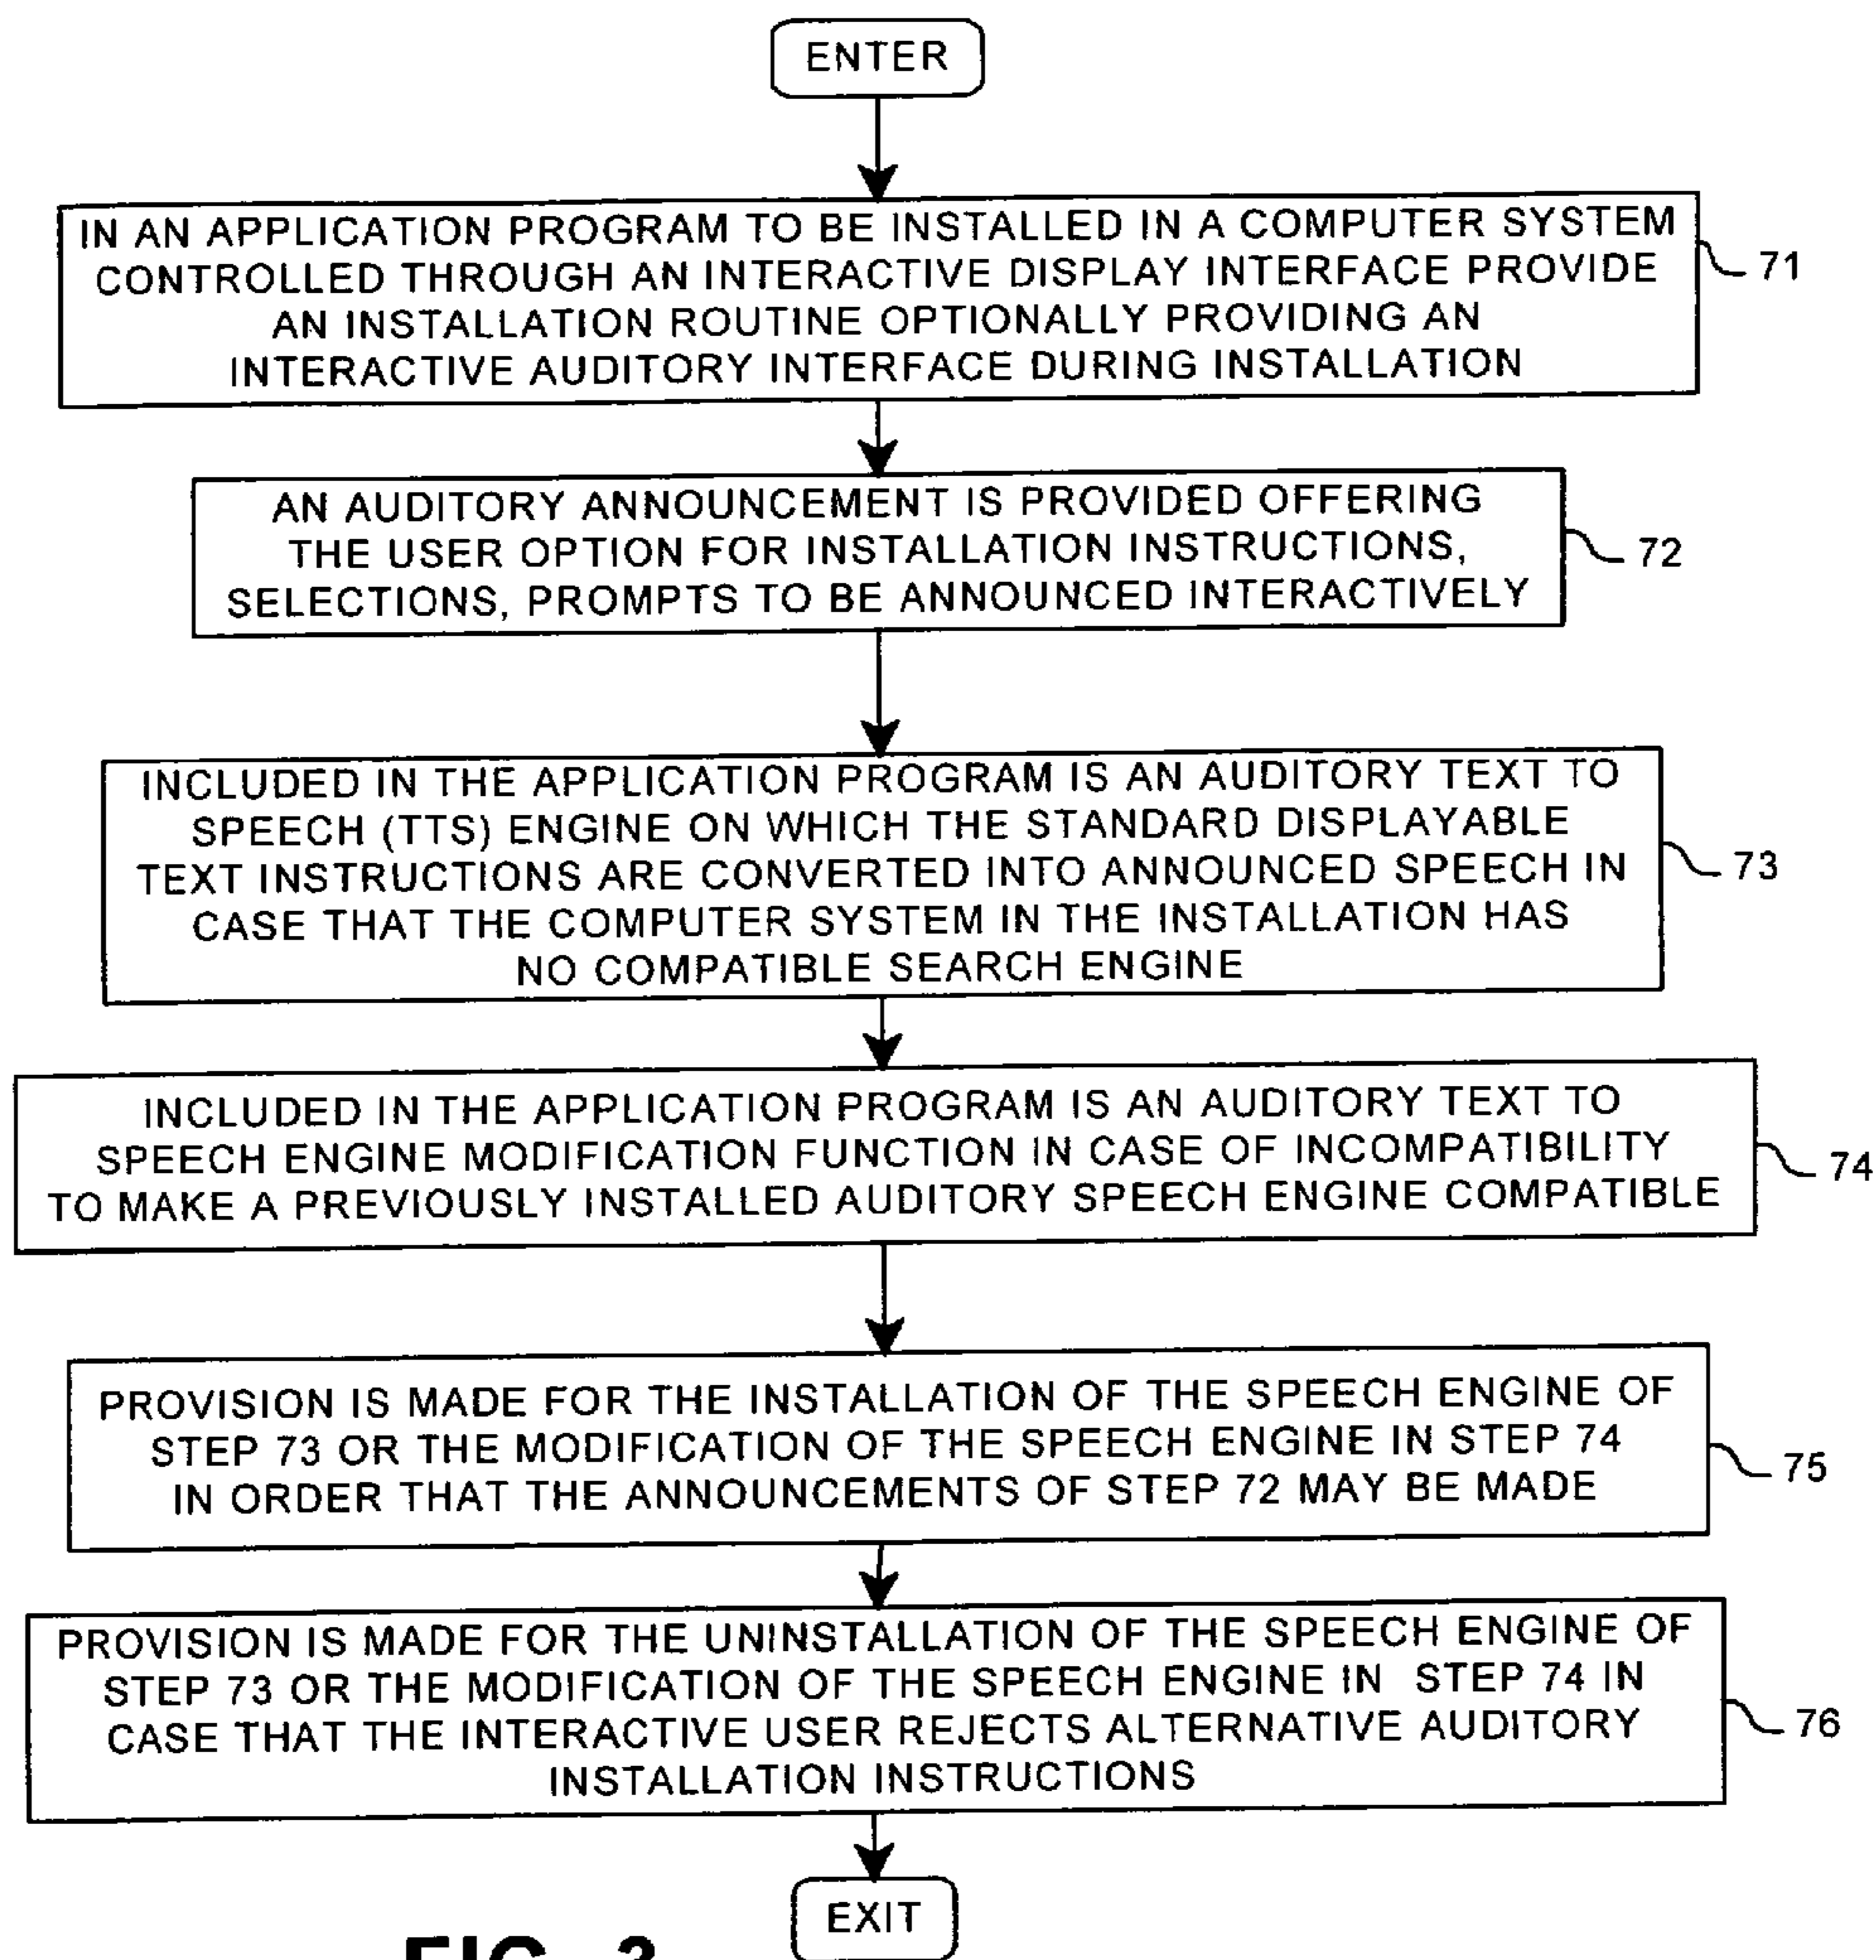 ENTER
IN AN APPLICATION PROGRAM TO BE INSTALLED IN A COMPUTER SYSTEM
CONTROLLED THROUGH AN INTERACTIVE DISPLAY INTERFACE PROVIDE
AN INSTALLATION ROUTINE OPTIONALLY PROVIDING AN
INTERACTIVE AUDITORY INTERFACE DURING INSTALLATION
71
AN AUDITORY ANNOUNCEMENT IS PROVIDED OFFERING
THE USER OPTION FOR INSTALLATION INSTRUCTIONS,
SELECTIONS, PROMPTS TO BE ANNOUNCED INTERACTIVELY
72
INCLUDED IN THE APPLICATION PROGRAM IS AN AUDITORY TEXT TO
SPEECH (TTS) ENGINE ON WHICH THE STANDARD DISPLAYABLE
TEXT INSTRUCTIONS ARE CONVERTED INTO ANNOUNCED SPEECH IN
CASE THAT THE COMPUTER SYSTEM IN THE INSTALLATION HAS
NO COMPATIBLE SEARCH ENGINE
73
INCLUDED IN THE APPLICATION PROGRAM IS AN AUDITORY TEXT TO
SPEECH ENGINE MODIFICATION FUNCTION IN CASE OF INCOMPATIBILITY
TO MAKE A PREVIOUSLY INSTALLED AUDITORY SPEECH ENGINE COMPATIBLE
74
PROVISION IS MADE FOR THE INSTALLATION OF THE SPEECH ENGINE OF
STEP 73 OR THE MODIFICATION OF THE SPEECH ENGINE IN STEP 74
IN ORDER THAT THE ANNOUNCEMENTS OF STEP 72 MAY BE MADE
75
PROVISION IS MADE FOR THE UNINSTALLATION OF THE SPEECH ENGINE OF
STEP 73 OR THE MODIFICATION OF THE SPEECH ENGINE IN STEP 74 IN
CASE THAT THE INTERACTIVE USER REJECTS ALTERNATIVE AUDITORY
INSTALLATION INSTRUCTIONS
76
EXIT
FIG. 3